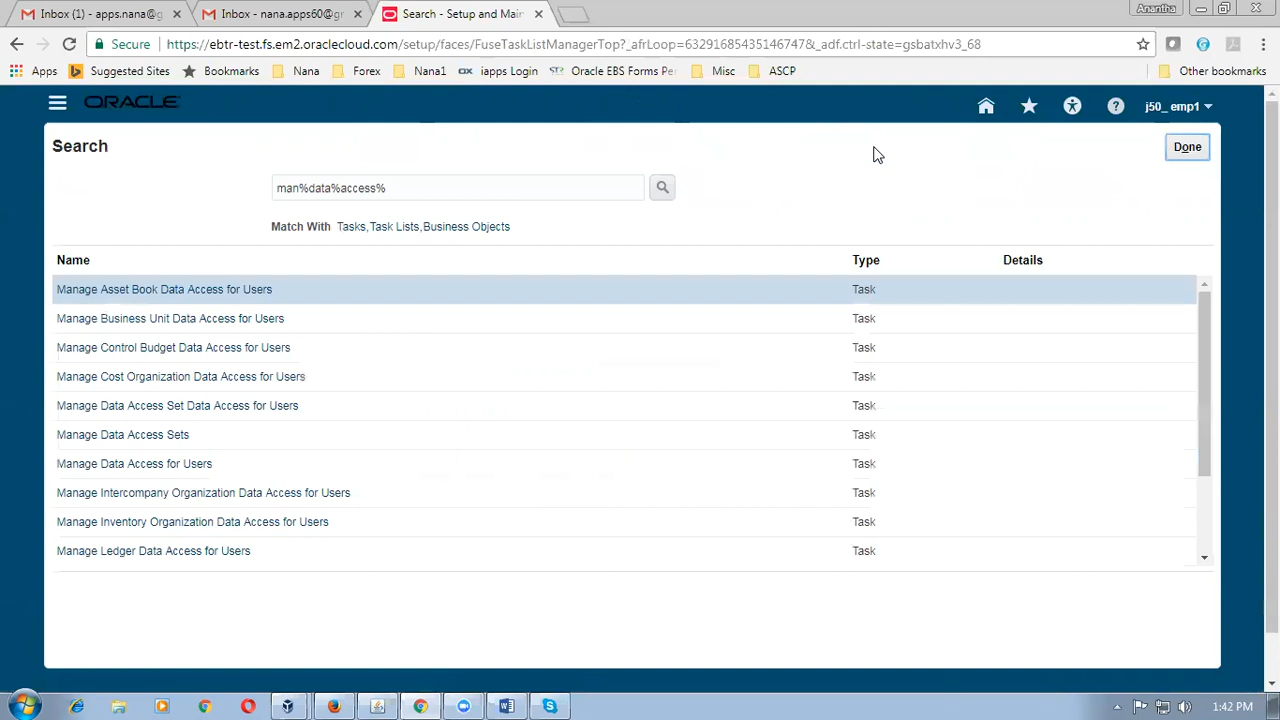 Inbox (1) - appsnana@g
Inbox - nana.apps60@gr
Search - Setup and Main
Anantha
Secure
https://ebtr-test.fs.em2.oraclecloud.com/setup/faces/FuseTaskListManagerTop?_afrLoop=63291685435146747&_adf.ctrl-state=gsbatxhv3_68
Apps Suggested Sites Bookmarks Nana Forex Nana1 iapps Login Oracle EBS Forms Per Misc ASCP Other bookmarks
ORACLE
j50_emp1
Search
Done
man%data%access%
Match With Tasks,Task Lists,Business Objects
Name Type Details
Manage Asset Book Data Access for Users Task
Manage Business Unit Data Access for Users Task
Manage Control Budget Data Access for Users Task
Manage Cost Organization Data Access for Users Task
Manage Data Access Set Data Access for Users Task
Manage Data Access Sets Task
Manage Data Access for Users Task
Manage Intercompany Organization Data Access for Users Task
Manage Inventory Organization Data Access for Users Task
Manage Ledger Data Access for Users Task
1:42 PM